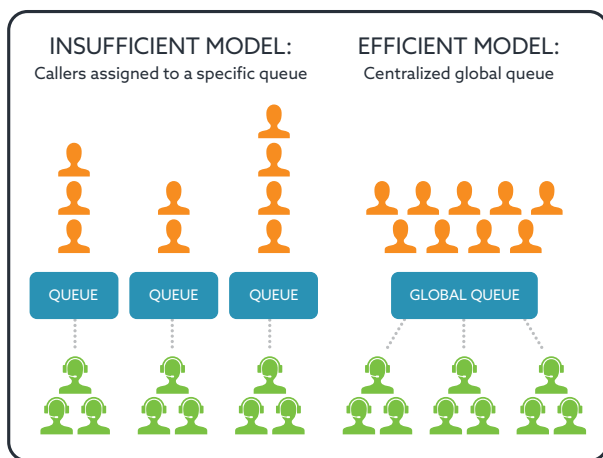 INSUFFICIENT MODEL:
Callers assigned to a specific queue
EFFICIENT MODEL:
Centralized global queue
QUEUE
QUEUE
QUEUE
GLOBAL QUEUE